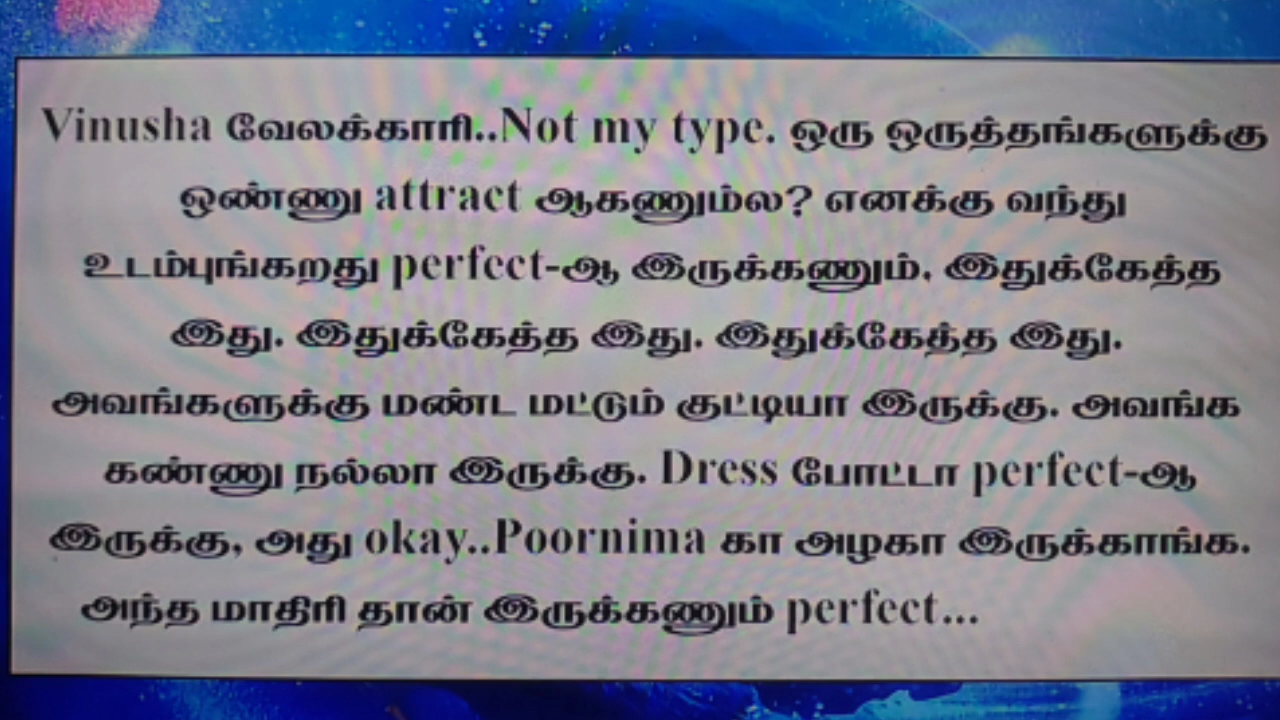 Vinusha வேலக்காரி..Not my type. ஒரு ஒருத்தங்களுக்கு
ஒண்ணு attract ஆகணும்ல? எனக்கு வந்து
உடம்புங்கறது perfect-ஆ இருக்கணும். இதுக்கேத்த
இது. இதுக்கேத்த இது. இதுக்கேத்த இது.
அவங்களுக்கு மண்ட மட்டும் குட்டியா இருக்கு. அவங்க
கண்ணு நல்லா இருக்கு. Dress போட்டா perfect-ஆ
இருக்கு, அது okay..Poornima கா அழகா இருக்காங்க.
அந்த மாதிரி தான் இருக்கணும் perfect...